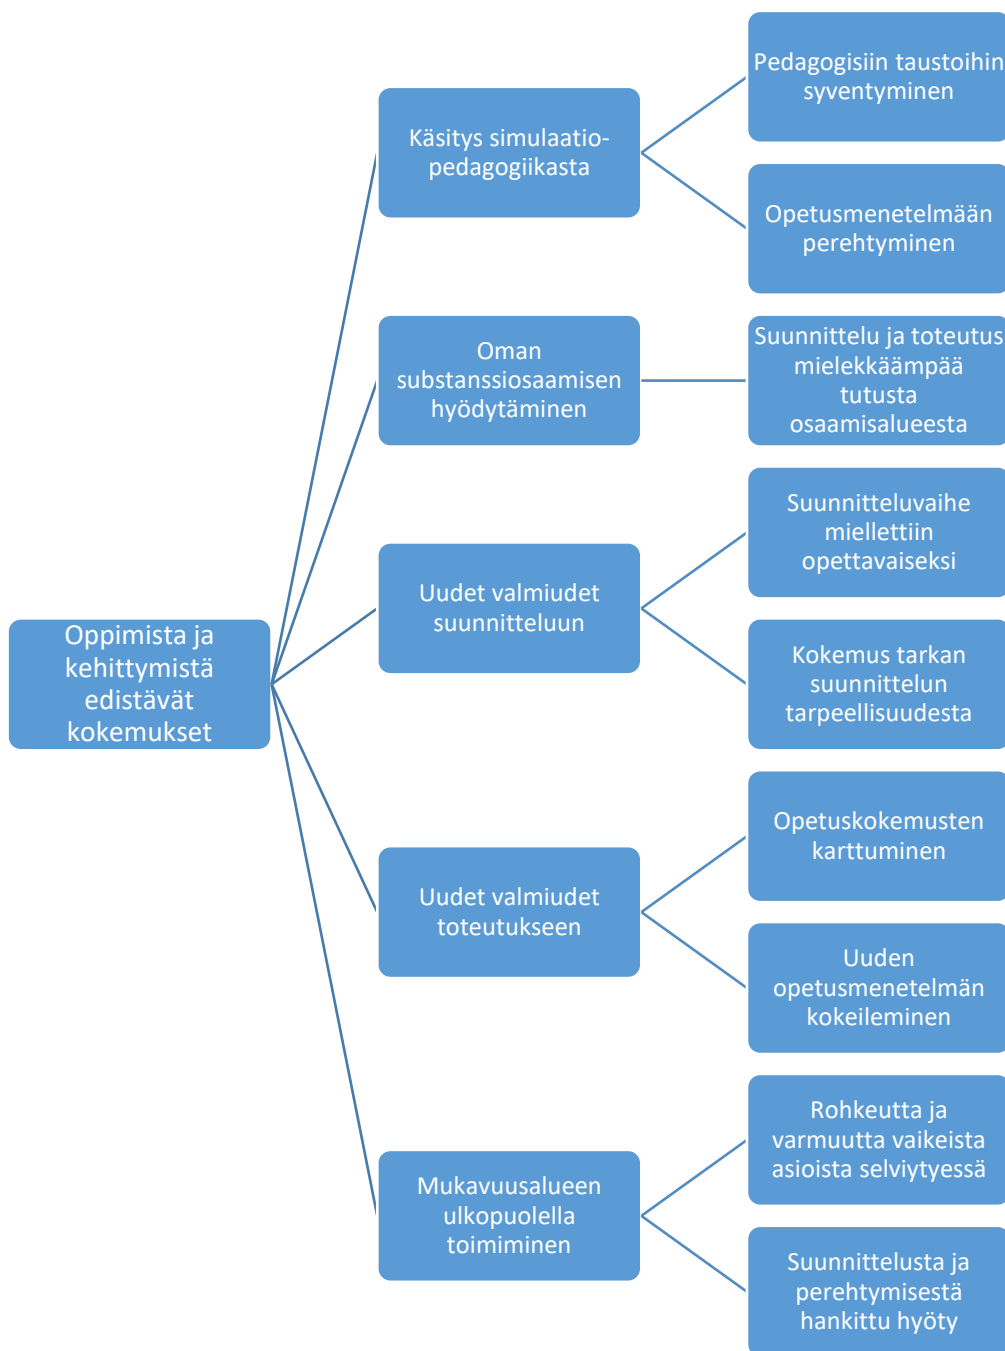 Oppimista ja
kehittymistä
edistävät
kokemukset
Käsitys simulaatio-
pedagogiikasta
Pedagogisiin taustoihin
syventyminen
Opetusmenetelmään
perehtyminen
Oman
substanssiosaamisen
hyödytäminen
Suunnittelu ja toteutus
mielekkäämpää
tutusta
osaamisalueesta
Uudet valmiudet
suunnitteluun
Suunnitteluvaihe
miellettiin
opettavaiseksi
Kokemus tarkan
suunnittelun
tarpeellisuudesta
Uudet valmiudet
toteutukseen
Opetuskokemusten
karttuminen
Uuden
opetusmenetelmän
kokeileminen
Mukavuusalueen
ulkopuolella
toimiminen
Rohkeutta ja
varmuutta vaikeista
asioista selviytyessä
Suunnittelusta ja
perehtymisestä
hankittu hyöty